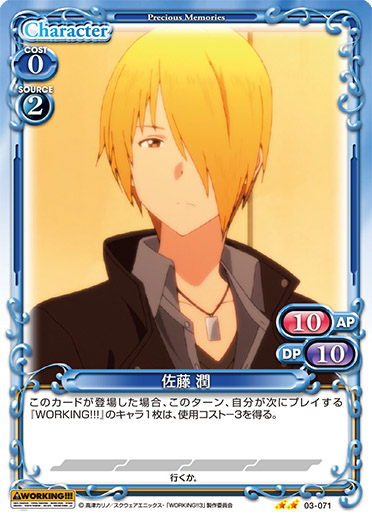 Precious Memories
Character
COST
0
SOURCE
2
10 AP
DP 10
佐藤 潤
このカードが登場した場合、このターン、自分が次にプレイする
『WORKING!!!』のキャラ1枚は、使用コスト-3を得る。
行くか。
WORKING!!!
© 高津カリノ/スクウェアエニックス・「WORKING!!3」製作委員会
03-071